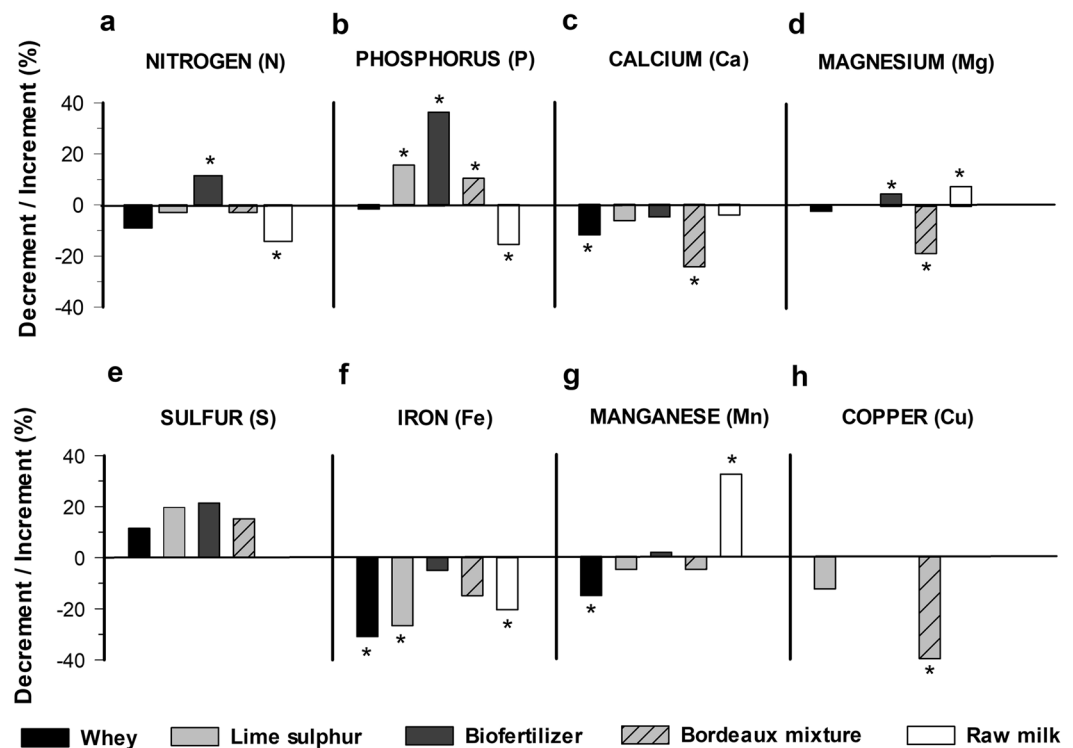 a b c d
NITROGEN (N) PHOSPHORUS (P) CALCIUM (Ca) MAGNESIUM (Mg)
Decrement / Increment (%)
40
20
0
-20
-40
* * * * * * * * * * *
e f g h
SULFUR (S) IRON (Fe) MANGANESE (Mn) COPPER (Cu)
Decrement / Increment (%)
40
20
0
-20
-40
* * * * * *
Whey Lime sulphur Biofertilizer Bordeaux mixture Raw milk